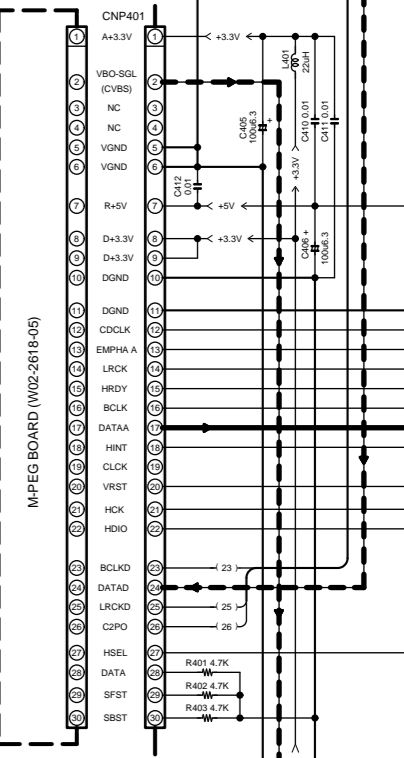 CNP401
1 A+3.3V 1 +3.3V
2 VBO-SGL (CVBS) 2
3 NC 3
4 NC 4
5 VGND 5
6 VGND 6
7 R+5V 7 +5V
8 D+3.3V 8 +3.3V
9 D+3.3V 9
10 DGND 10
11 DGND 11
12 CDCLK 12
13 EMPHA A 13
14 LRCK 14
15 HRDY 15
16 BCLK 16
17 DATAA 17
18 HINT 18
19 CLCK 19
20 VRST 20
21 HCK 21
22 HDIO 22
23 BCLKD 23 23
24 DATAD 24
25 LRCKD 25 25
26 C2PO 26 26
27 HSEL 27
28 DATA 28 R401 4.7K
29 SFST 29 R402 4.7K
30 SBST 30 R403 4.7K
M-PEG BOARD (W02-2618-05)
C412
0.01
C405
100u6.3 +
L401
22uH
+3.3V
C410 0.01
C411 0.01
C406 +
100u6.3